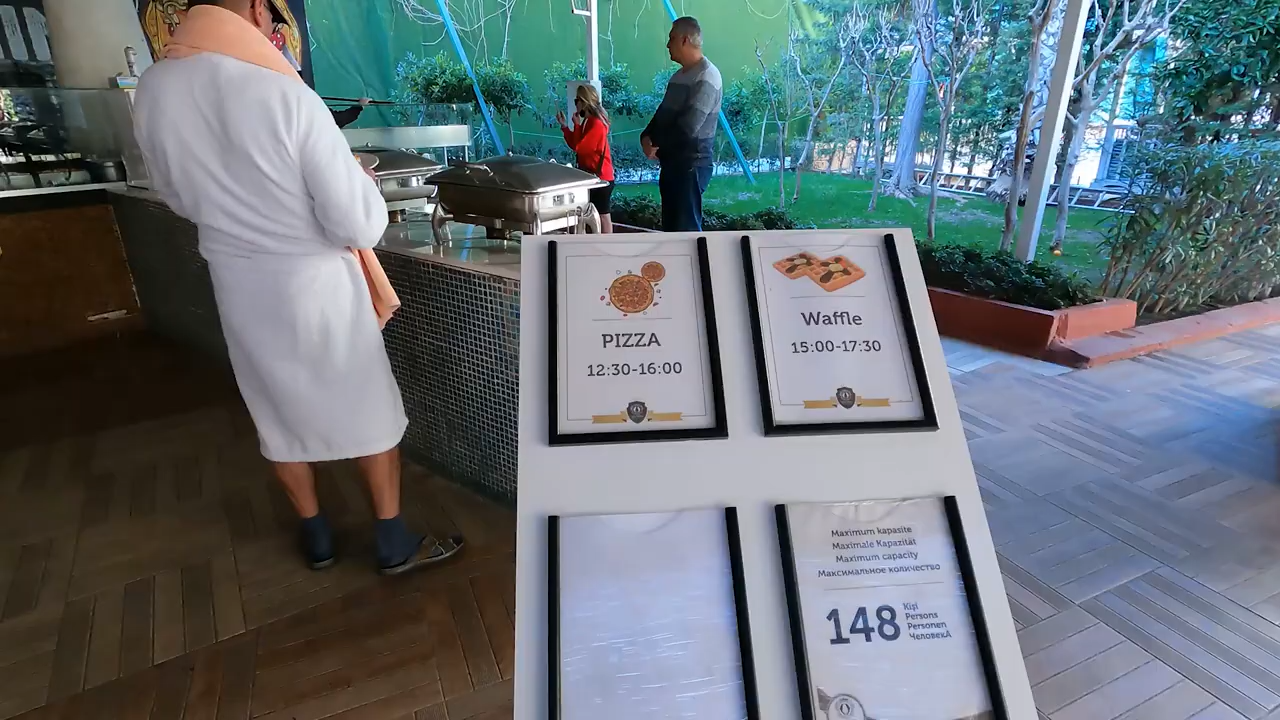 PIZZA
12:30-16:00
Waffle
15:00-17:30
Maximum kapasite
Maximale Kapazität
Maximum capacity
Максимальное количество
148
Kişi
Persons
Personen
ЧеловекА